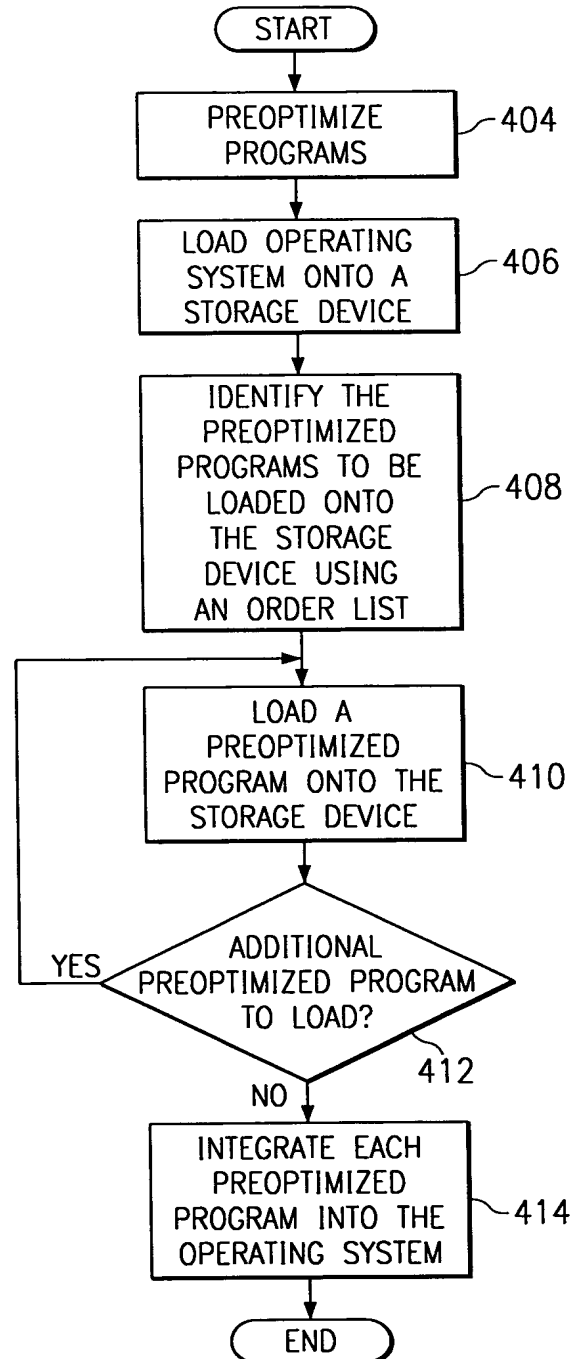 START
PREOPTIMIZE
PROGRAMS
404
LOAD OPERATING
SYSTEM ONTO A
STORAGE DEVICE
406
IDENTIFY THE
PREOPTIMIZED
PROGRAMS TO BE
LOADED ONTO
THE STORAGE
DEVICE USING
AN ORDER LIST
408
LOAD A
PREOPTIMIZED
PROGRAM ONTO THE
STORAGE DEVICE
410
YES
ADDITIONAL
PREOPTIMIZED PROGRAM
TO LOAD?
412
NO
INTEGRATE EACH
PREOPTIMIZED
PROGRAM INTO THE
OPERATING SYSTEM
414
END